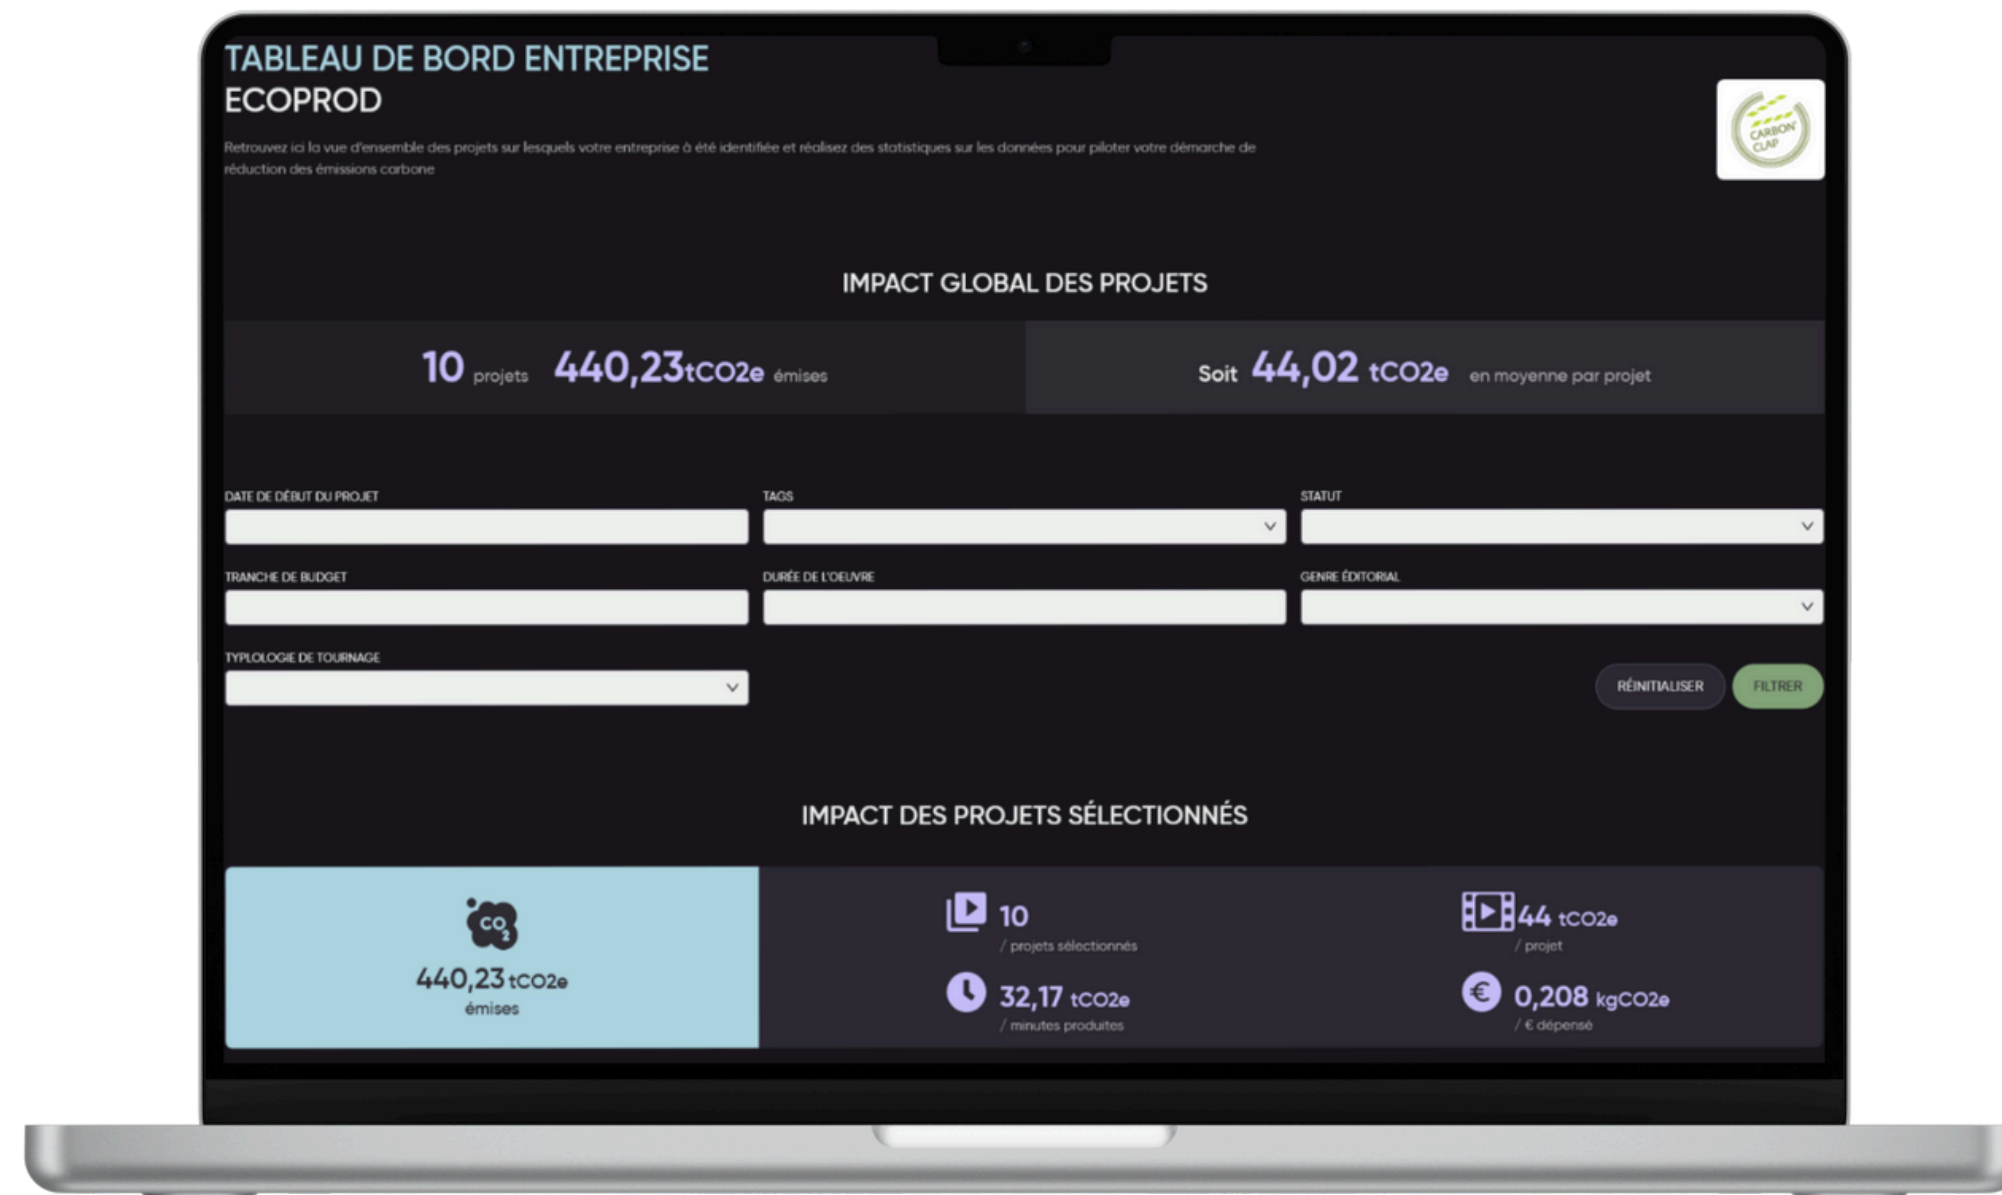 TABLEAU DE BORD ENTREPRISE
ECOPROD
Retrouvez ici la vue d'ensemble des projets sur lesquels votre entreprise à été identifiée et réalisez des statistiques sur les données pour piloter votre démarche de
réduction des émissions carbone
CARBON'
CLAP
IMPACT GLOBAL DES PROJETS
10 projets 440,23tCO2e émises
Soit 44,02 tCO2e en moyenne par projet
DATE DE DÉBUT DU PROJET
TAGS
STATUT
TRANCHE DE BUDGET
DURÉE DE L'OEUVRE
GENRE ÉDITORIAL
TYPLOLOGIE DE TOURNAGE
RÉINITIALISER
FILTRER
IMPACT DES PROJETS SÉLECTIONNÉS
CO2
440,23 tCO2e
émises
10
/ projets sélectionnés
44 tCO2e
/ projet
32,17 tCO2e
/ minutes produites
€ 0,208 kgCO2e
/ € dépensé